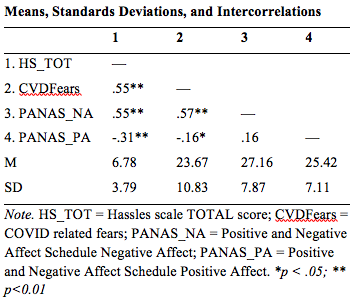 Means, Standards Deviations, and Intercorrelations
1 2 3 4
1. HS_TOT —
2. CVDFears .55** —
3. PANAS_NA .55** .57** —
4. PANAS_PA -.31** -.16* .16 —
M 6.78 23.67 27.16 25.42
SD 3.79 10.83 7.87 7.11
Note. HS_TOT = Hassles scale TOTAL score; CVDFears =
COVID related fears; PANAS_NA = Positive and Negative
Affect Schedule Negative Affect; PANAS_PA = Positive
and Negative Affect Schedule Positive Affect. *p < .05; **
p<0.01